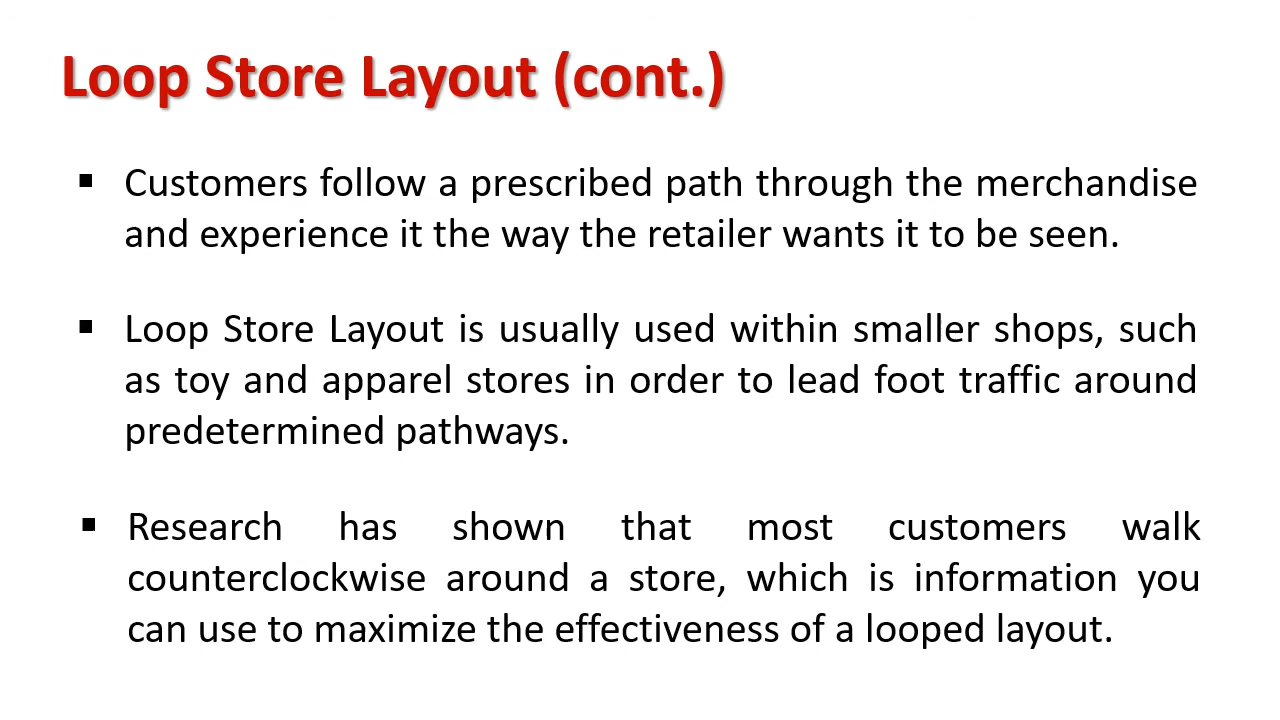 Loop Store Layout (cont.)
▪ Customers follow a prescribed path through the merchandise
and experience it the way the retailer wants it to be seen.
▪ Loop Store Layout is usually used within smaller shops, such
as toy and apparel stores in order to lead foot traffic around
predetermined pathways.
▪ Research has shown that most customers walk
counterclockwise around a store, which is information you
can use to maximize the effectiveness of a looped layout.